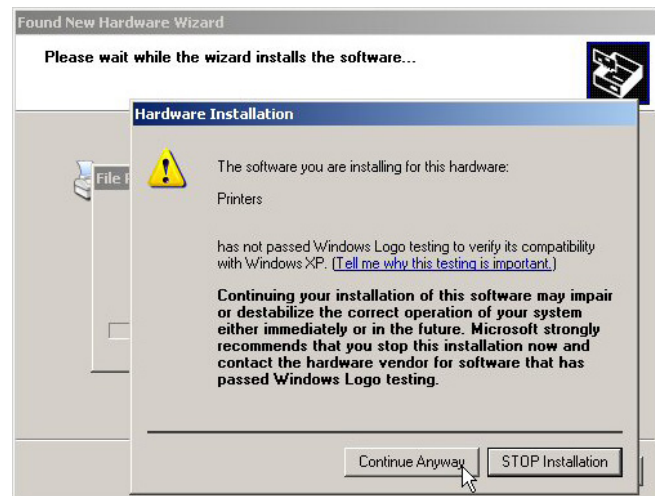 Found New Hardware Wizard
Please wait while the wizard installs the software...
Hardware Installation
File
The software you are installing for this hardware:
Printers
has not passed Windows Logo testing to verify its compatibility
with Windows XP. (Tell me why this testing is important.)
Continuing your installation of this software may impair
or destabilize the correct operation of your system
either immediately or in the future. Microsoft strongly
recommends that you stop this installation now and
contact the hardware vendor for software that has
passed Windows Logo testing.
Continue Anyway
STOP Installation